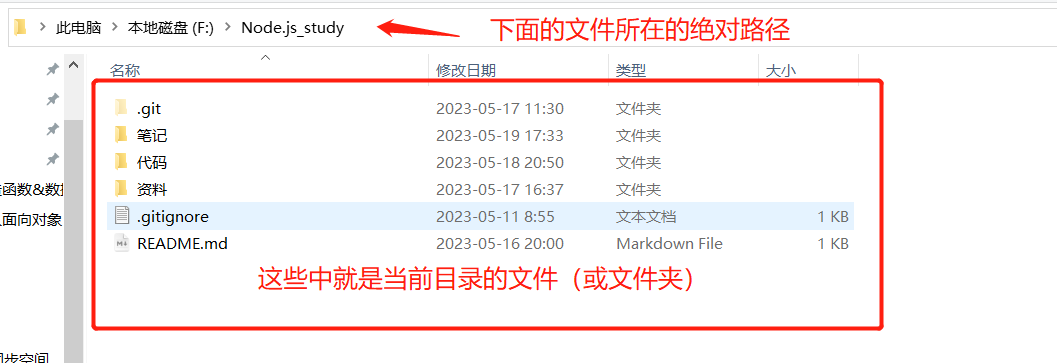 此电脑 > 本地磁盘 (F:) > Node.js_study
下面的文件所在的绝对路径
名称 修改日期 类型 大小
.git 2023-05-17 11:30 文件夹
笔记 2023-05-19 17:33 文件夹
代码 2023-05-18 20:50 文件夹
资料 2023-05-17 16:37 文件夹
造函数&数据
.gitignore 2023-05-11 8:55 文本文档 1 KB
面向对象
README.md 2023-05-16 20:00 Markdown File 1 KB
这些中就是当前目录的文件（或文件夹）
同步空间